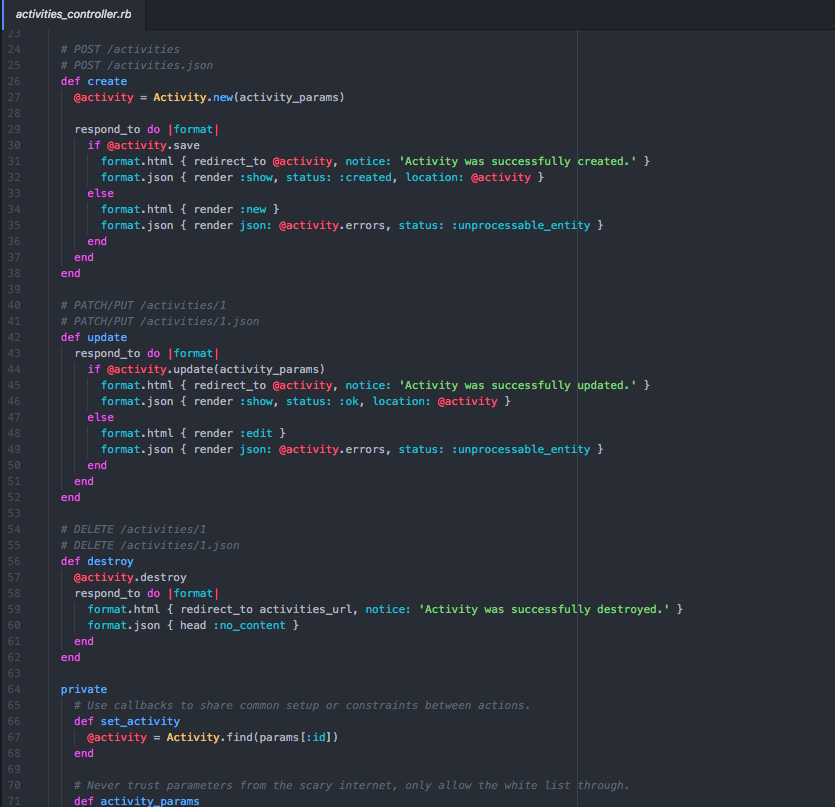 activities_controller.rb
23
24 # POST /activities
25 # POST /activities.json
26 def create
27 @activity = Activity.new(activity_params)
28
29 respond_to do |format|
30 if @activity.save
31 format.html { redirect_to @activity, notice: 'Activity was successfully created.' }
32 format.json { render :show, status: :created, location: @activity }
33 else
34 format.html { render :new }
35 format.json { render json: @activity.errors, status: :unprocessable_entity }
36 end
37 end
38 end
39
40 # PATCH/PUT /activities/1
41 # PATCH/PUT /activities/1.json
42 def update
43 respond_to do |format|
44 if @activity.update(activity_params)
45 format.html { redirect_to @activity, notice: 'Activity was successfully updated.' }
46 format.json { render :show, status: :ok, location: @activity }
47 else
48 format.html { render :edit }
49 format.json { render json: @activity.errors, status: :unprocessable_entity }
50 end
51 end
52 end
53
54 # DELETE /activities/1
55 # DELETE /activities/1.json
56 def destroy
57 @activity.destroy
58 respond_to do |format|
59 format.html { redirect_to activities_url, notice: 'Activity was successfully destroyed.' }
60 format.json { head :no_content }
61 end
62 end
63
64 private
65 # Use callbacks to share common setup or constraints between actions.
66 def set_activity
67 @activity = Activity.find(params[:id])
68 end
69
70 # Never trust parameters from the scary internet, only allow the white list through.
71 def activity_params